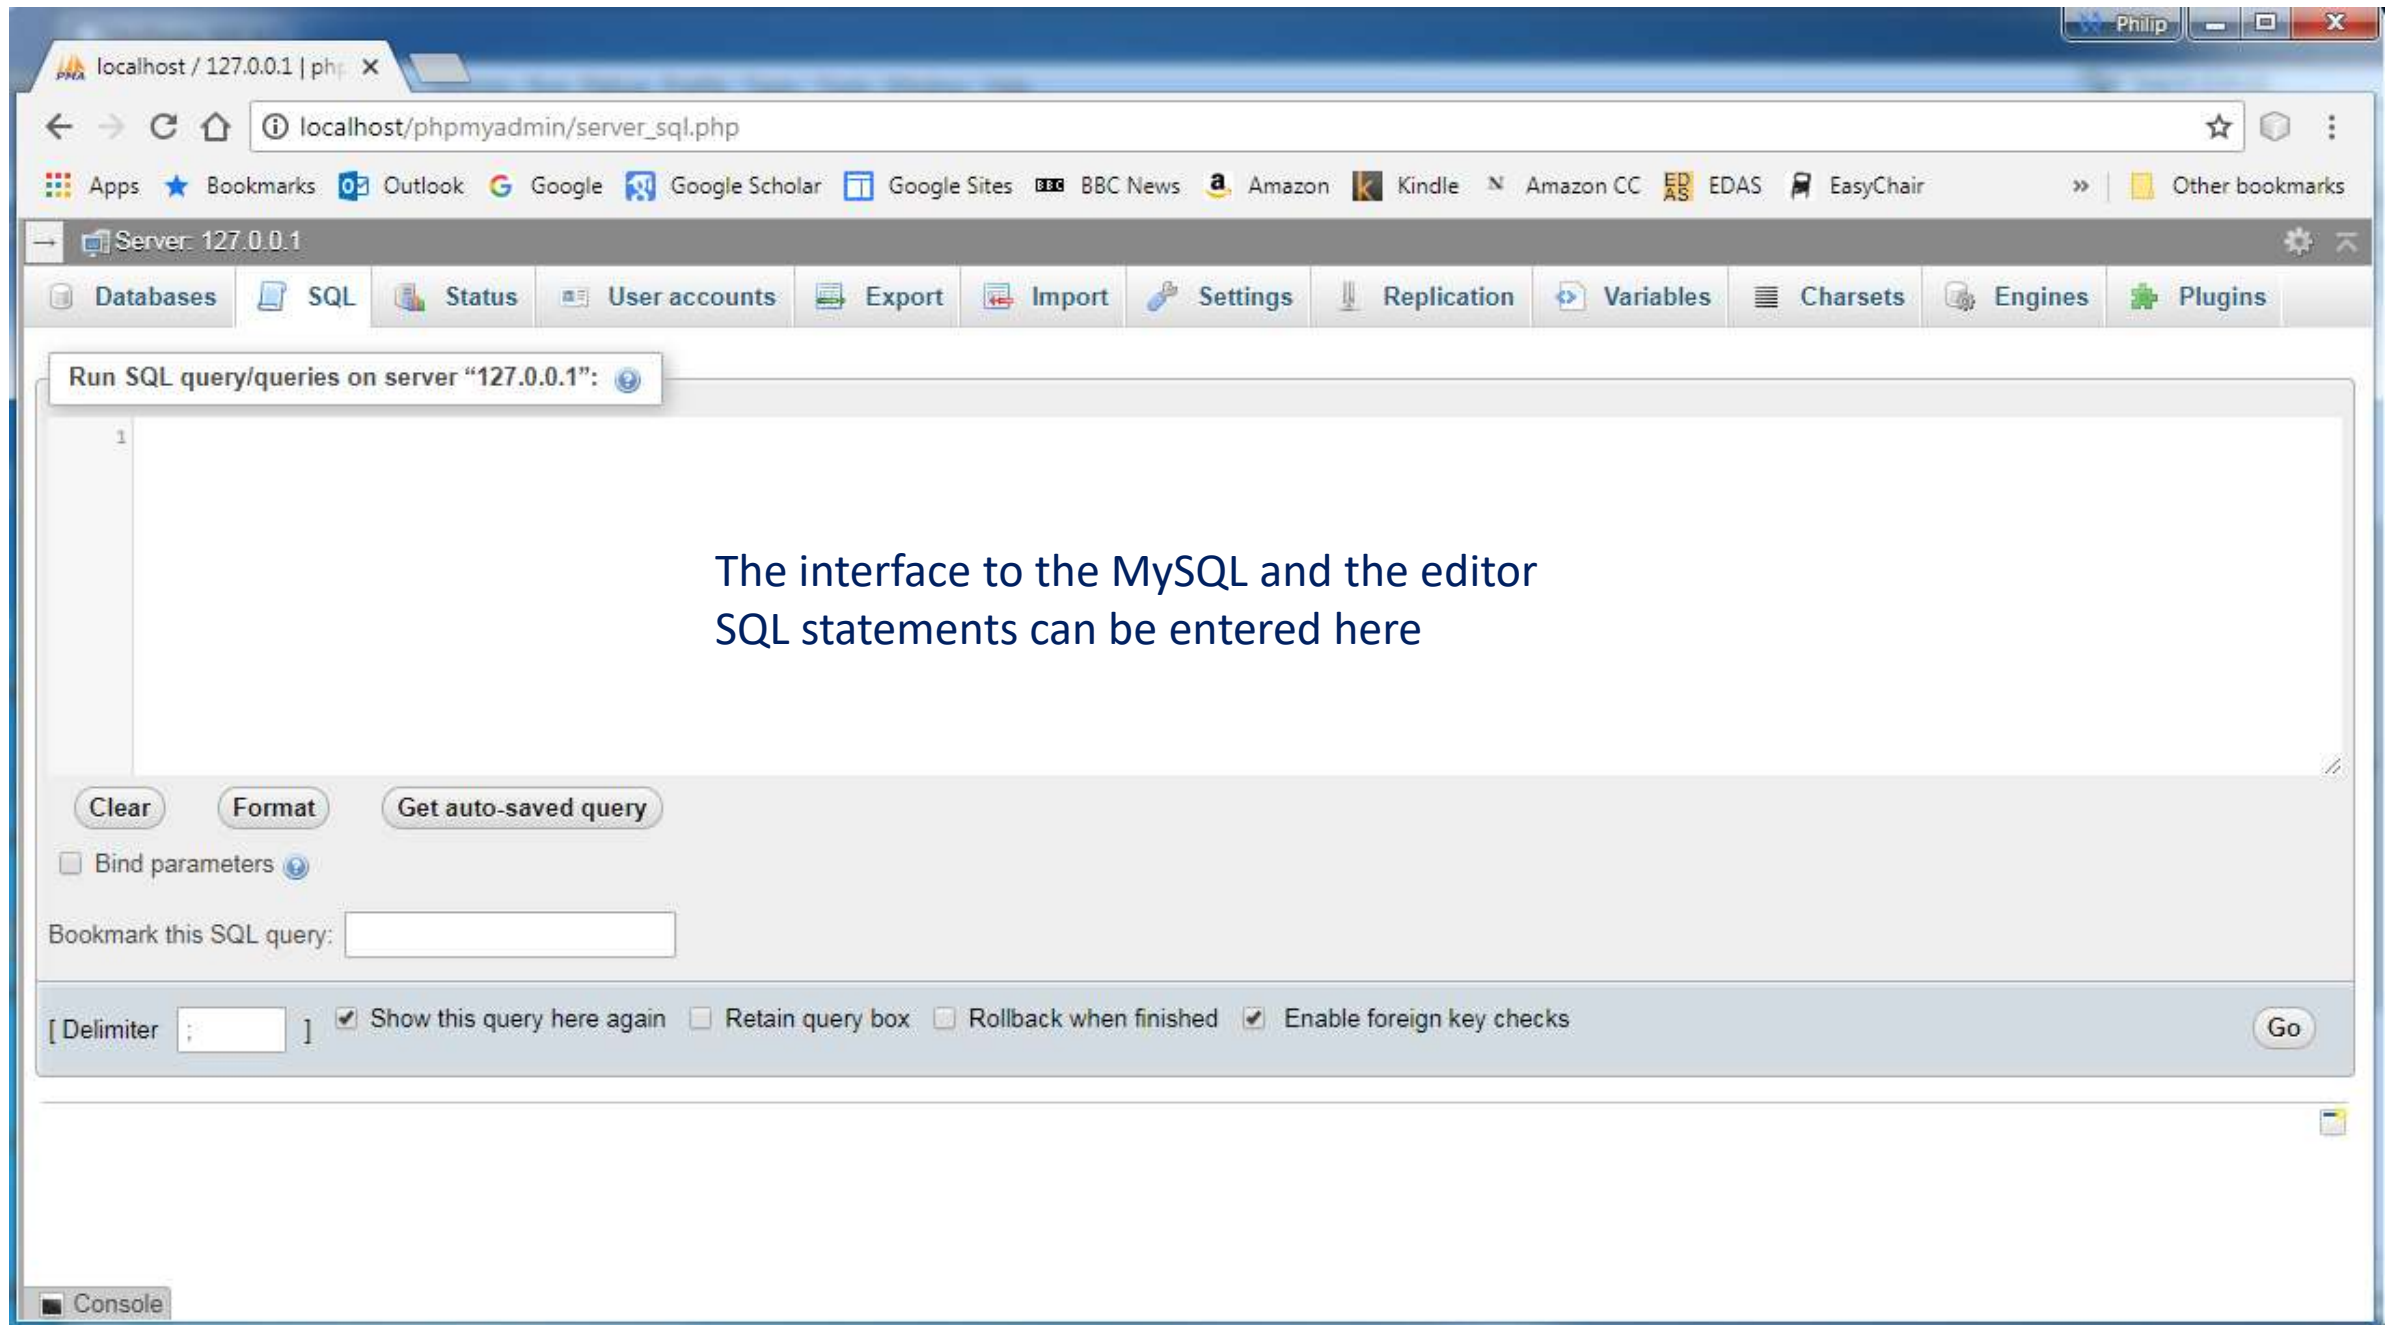 Philip
localhost / 127.0.0.1 | ph
localhost/phpmyadmin/server_sql.php
Apps Bookmarks Outlook Google Google Scholar Google Sites BBC News Amazon Kindle N Amazon CC EDAS EasyChair » Other bookmarks
Server: 127.0.0.1
Databases SQL Status User accounts Export Import Settings Replication Variables Charsets Engines Plugins
Run SQL query/queries on server “127.0.0.1”:
1
The interface to the MySQL and the editor
SQL statements can be entered here
Clear Format Get auto-saved query
Bind parameters
Bookmark this SQL query:
[ Delimiter ; ] Show this query here again Retain query box Rollback when finished Enable foreign key checks Go
Console